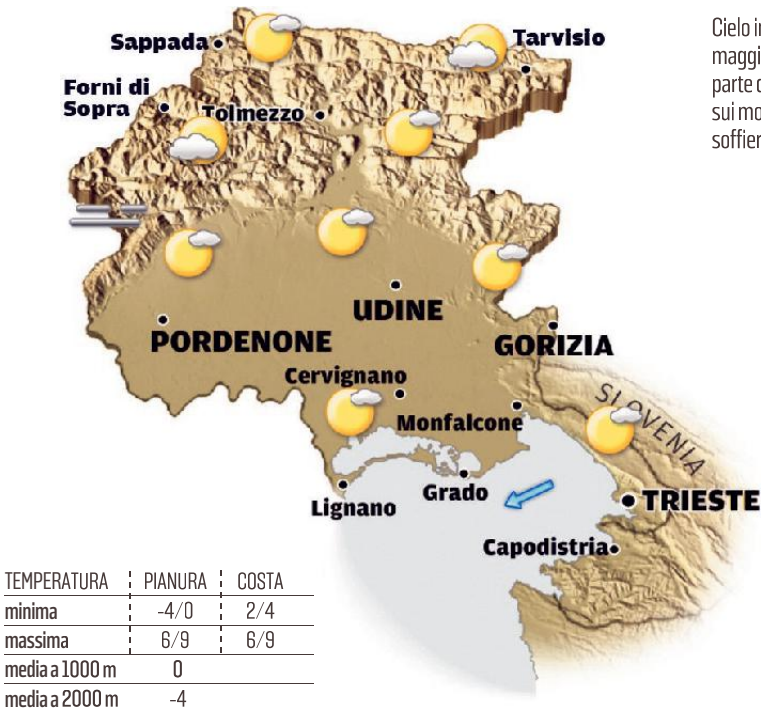 Sappada
Tarvisio
Forni di
Sopra
Tolmezzo
UDINE
PORDENONE
GORIZIA
Cervignano
SLOVENIA
Monfalcone
Grado
Lignano
TRIESTE
Capodistria
Cielo
maggi
parte
sui
soffier
TEMPERATURA PIANURA COSTA
minima -4/0 2/4
massima 6/9 6/9
media a 1000 m 0
media a 2000 m -4